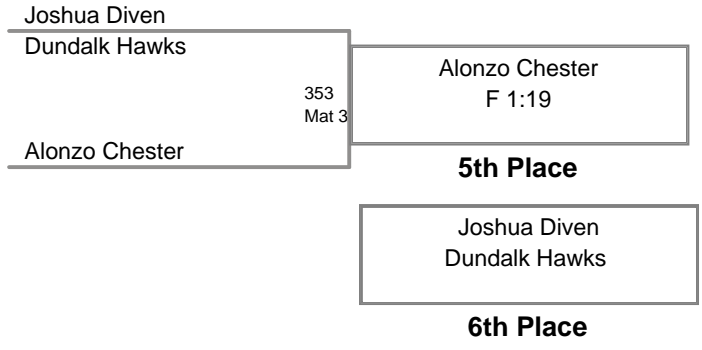 Joshua Diven
Dundalk Hawks
353
Mat 3
Alonzo Chester
Alonzo Chester
F 1:19
5th Place
Joshua Diven
Dundalk Hawks
6th Place